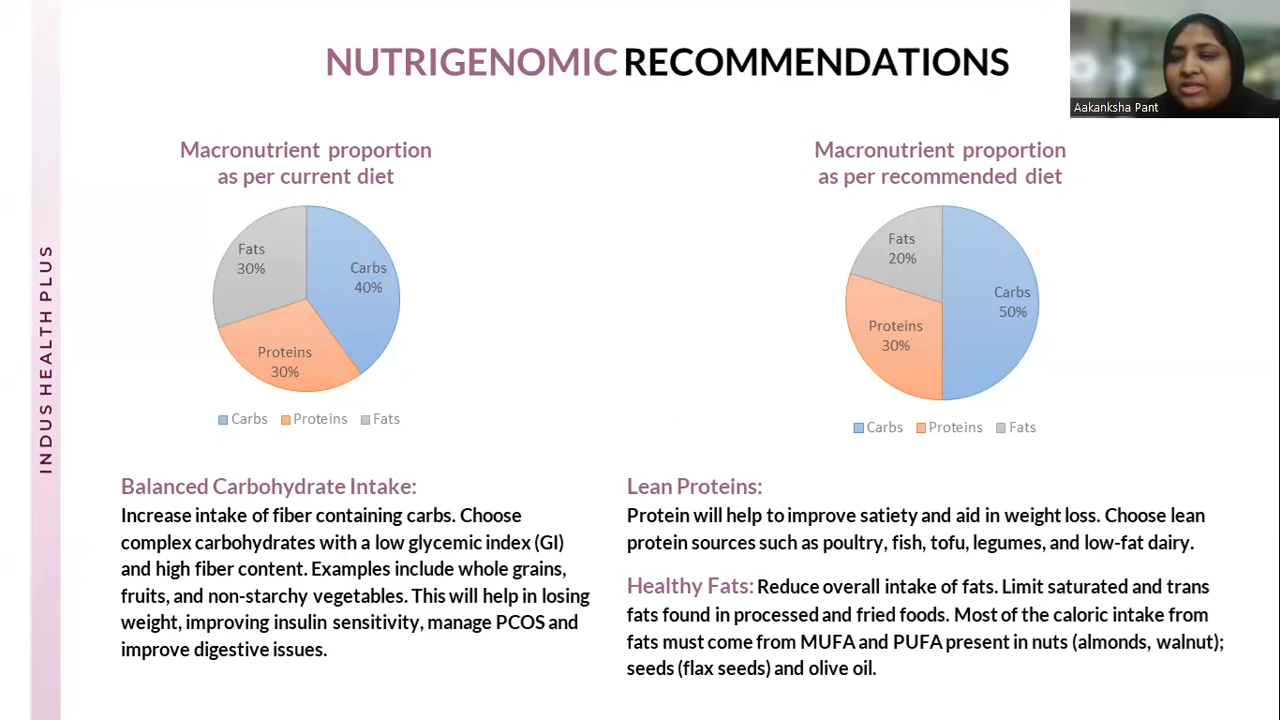 NUTRIGENOMIC RECOMMENDATIONS
Aakanksha Pant
INDUS HEALTH PLUS
Macronutrient proportion
as per current diet
Fats
30%
Carbs
40%
Proteins
30%
Carbs Proteins Fats
Macronutrient proportion
as per recommended diet
Fats
20%
Carbs
50%
Proteins
30%
Carbs Proteins Fats
Balanced Carbohydrate Intake:
Increase intake of fiber containing carbs. Choose
complex carbohydrates with a low glycemic index (GI)
and high fiber content. Examples include whole grains,
fruits, and non-starchy vegetables. This will help in losing
weight, improving insulin sensitivity, manage PCOS and
improve digestive issues.
Lean Proteins:
Protein will help to improve satiety and aid in weight loss. Choose lean
protein sources such as poultry, fish, tofu, legumes, and low-fat dairy.
Healthy Fats: Reduce overall intake of fats. Limit saturated and trans
fats found in processed and fried foods. Most of the caloric intake from
fats must come from MUFA and PUFA present in nuts (almonds, walnut);
seeds (flax seeds) and olive oil.